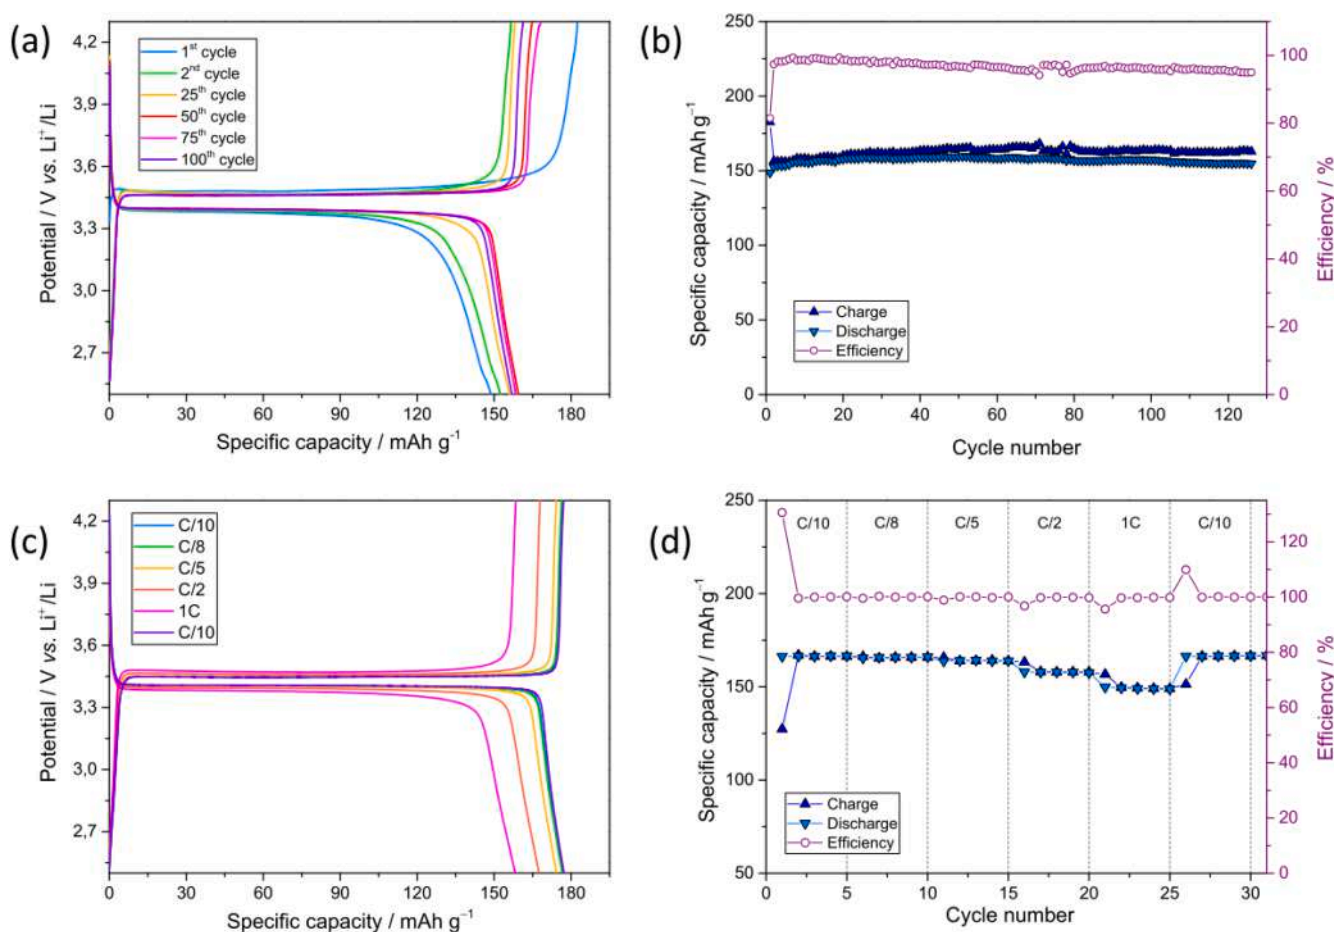 (a)
4,2
3,9
3,6
3,3
3,0
2,7
Potential / V vs. Li⁺/Li
1ˢᵗ cycle
2ⁿᵈ cycle
25ᵗʰ cycle
50ᵗʰ cycle
75ᵗʰ cycle
100ᵗʰ cycle
0 30 60 90 120 150 180
Specific capacity / mAh g⁻¹
(b)
250
200
150
100
50
0
Specific capacity / mAh g⁻¹
Charge
Discharge
Efficiency
100
80
60
40
20
0
Efficiency / %
0 20 40 60 80 100 120
Cycle number
(c)
4,2
3,9
3,6
3,3
3,0
2,7
Potential / V vs. Li⁺/Li
C/10
C/8
C/5
C/2
1C
C/10
0 30 60 90 120 150 180
Specific capacity / mAh g⁻¹
(d)
250
200
150
100
50
Specific capacity / mAh g⁻¹
C/10 C/8 C/5 C/2 1C C/10
Charge
Discharge
Efficiency
120
100
80
60
40
20
0
Efficiency / %
0 5 10 15 20 25 30
Cycle number